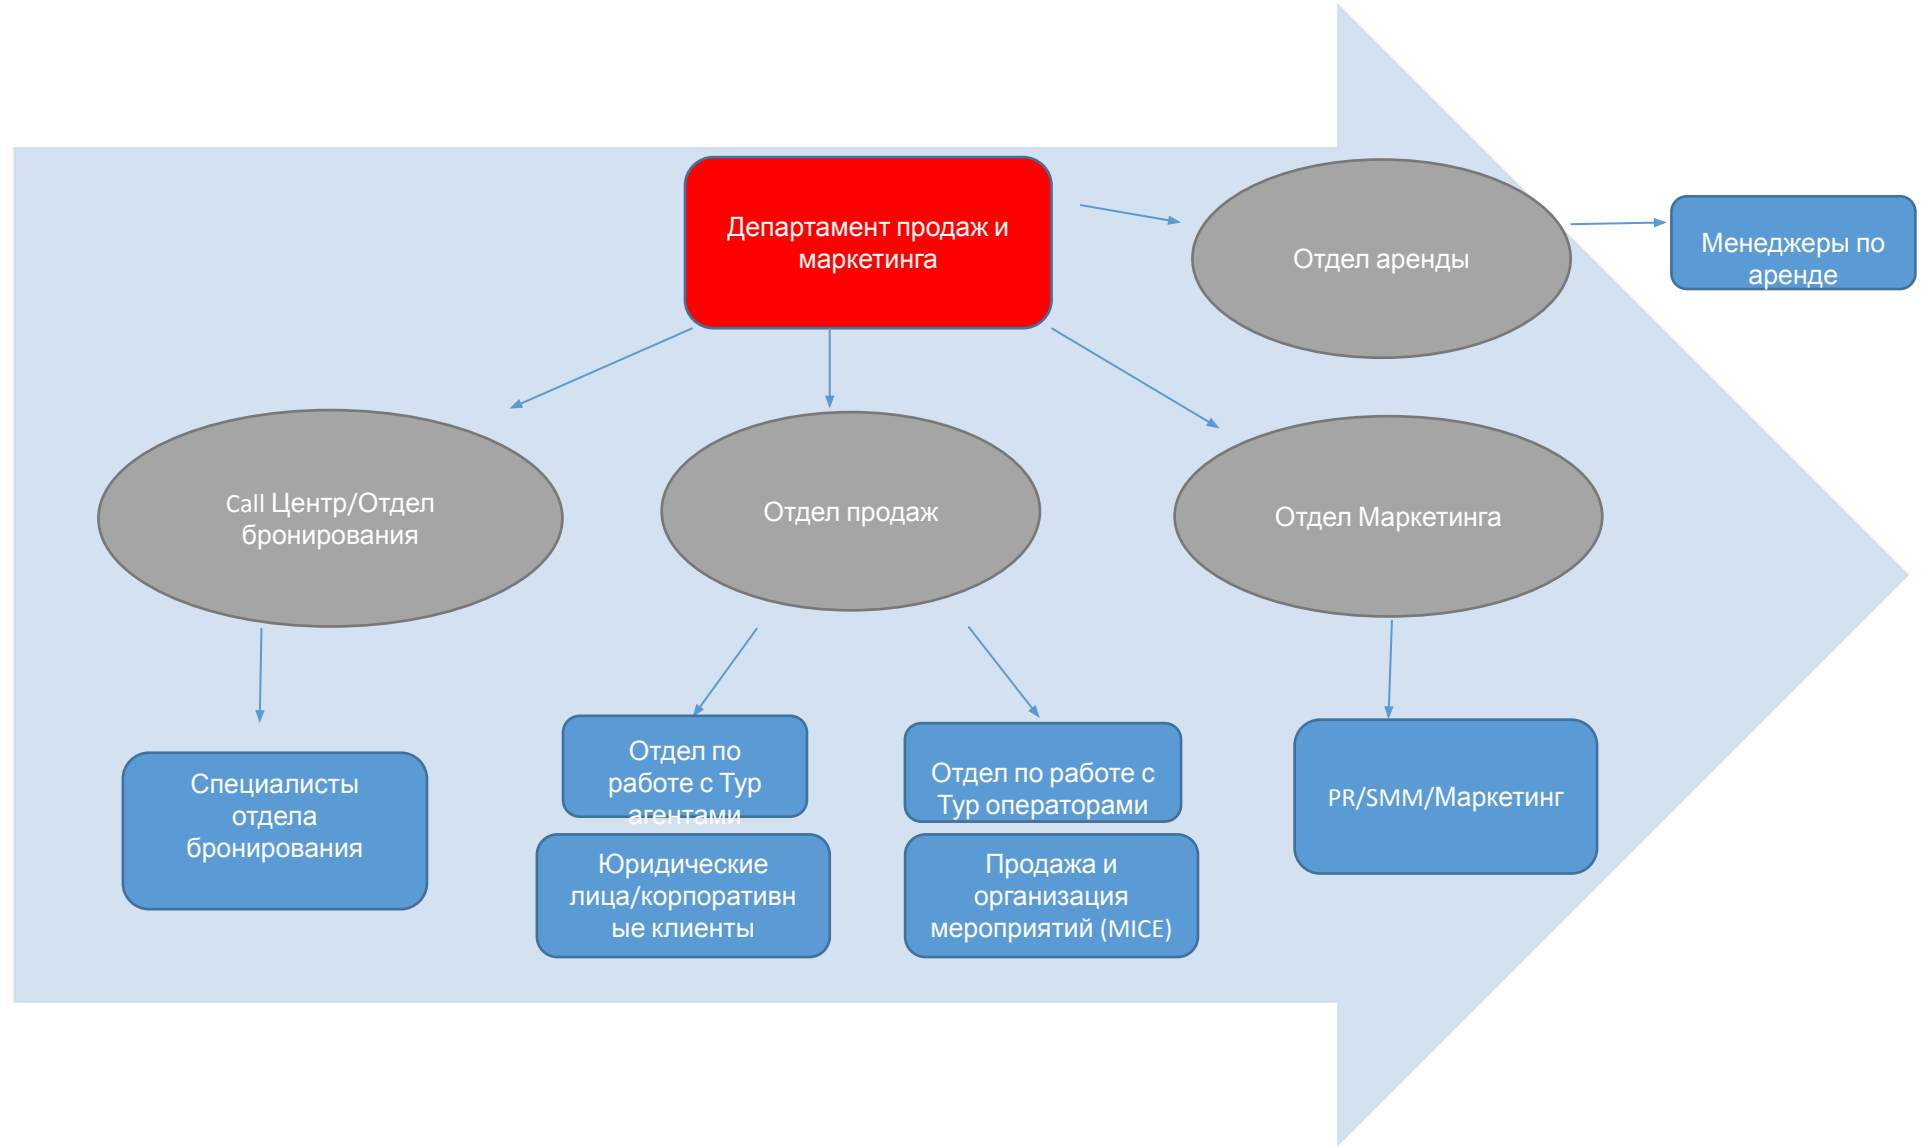 Департамент продаж и
маркетинга
Отдел аренды
Менеджеры по
аренде
Call Центр/Отдел
бронирования
Отдел продаж
Отдел Маркетинга
Специалисты
отдела
бронирования
Отдел по
работе с Тур
агентами
Отдел по работе с
Тур операторами
PR/SMM/Маркетинг
Юридические
лица/корпоративн
ые клиенты
Продажа и
организация
мероприятий (MICE)